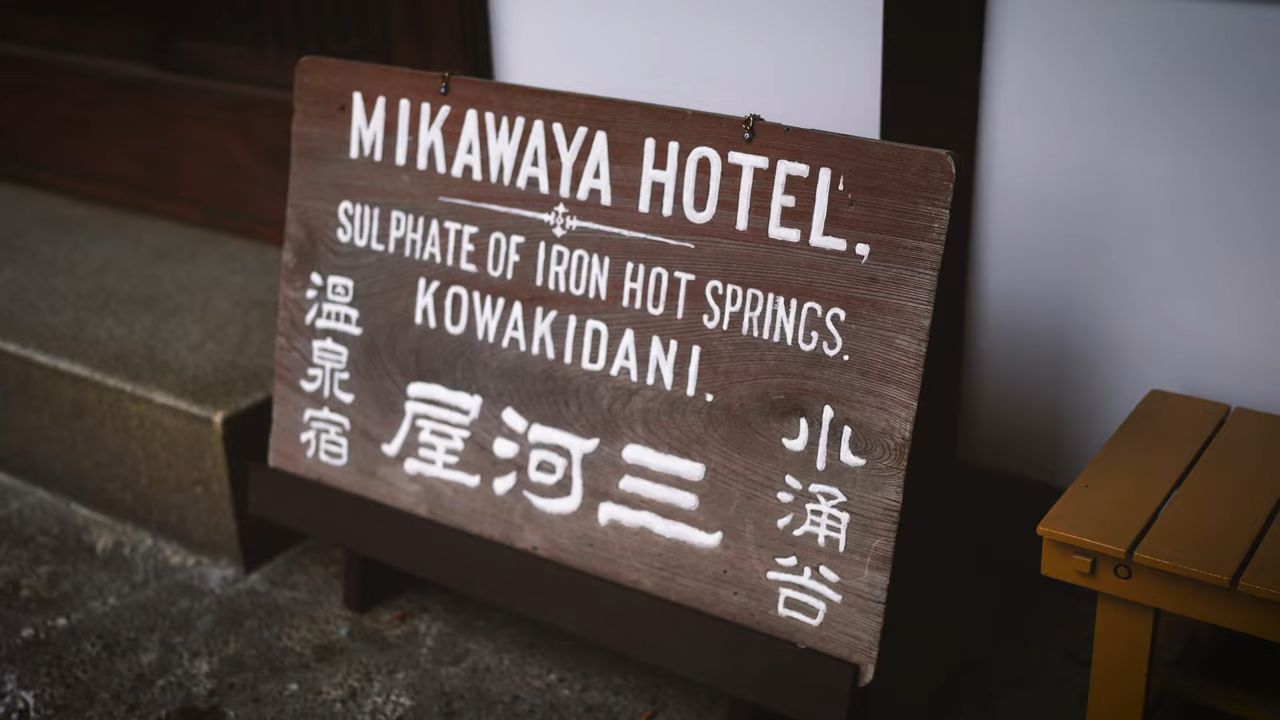 MIKAWAYA HOTEL,
SULPHATE OF IRON HOT SPRINGS.
KOWAKIDANI.
小涌谷
屋河三
温泉宿